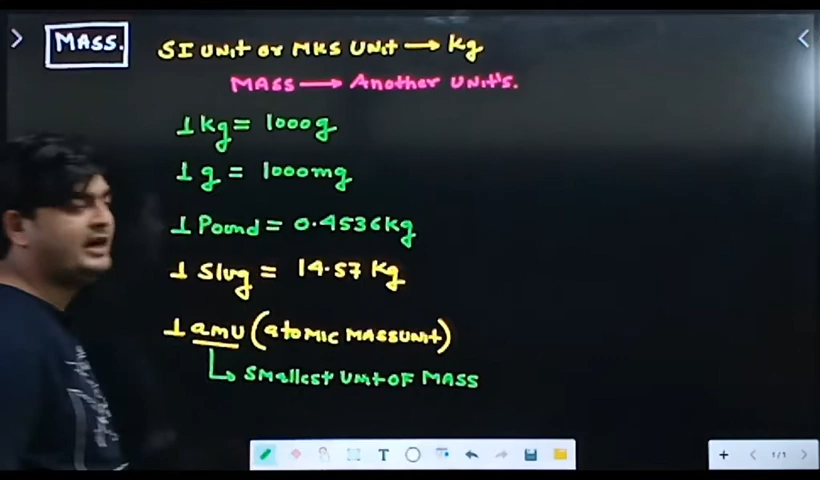 MASS.
SI UNit or MKS UNit → kg
MASS → Another UNit's.
1 kg = 1000g
1 g = 1000mg
1 Pound = 0.4536kg
1 Slug = 14.57 Kg
1 amu (atomic MASSUNit)
↳ Smallest UNit OF MASS
T
1/1